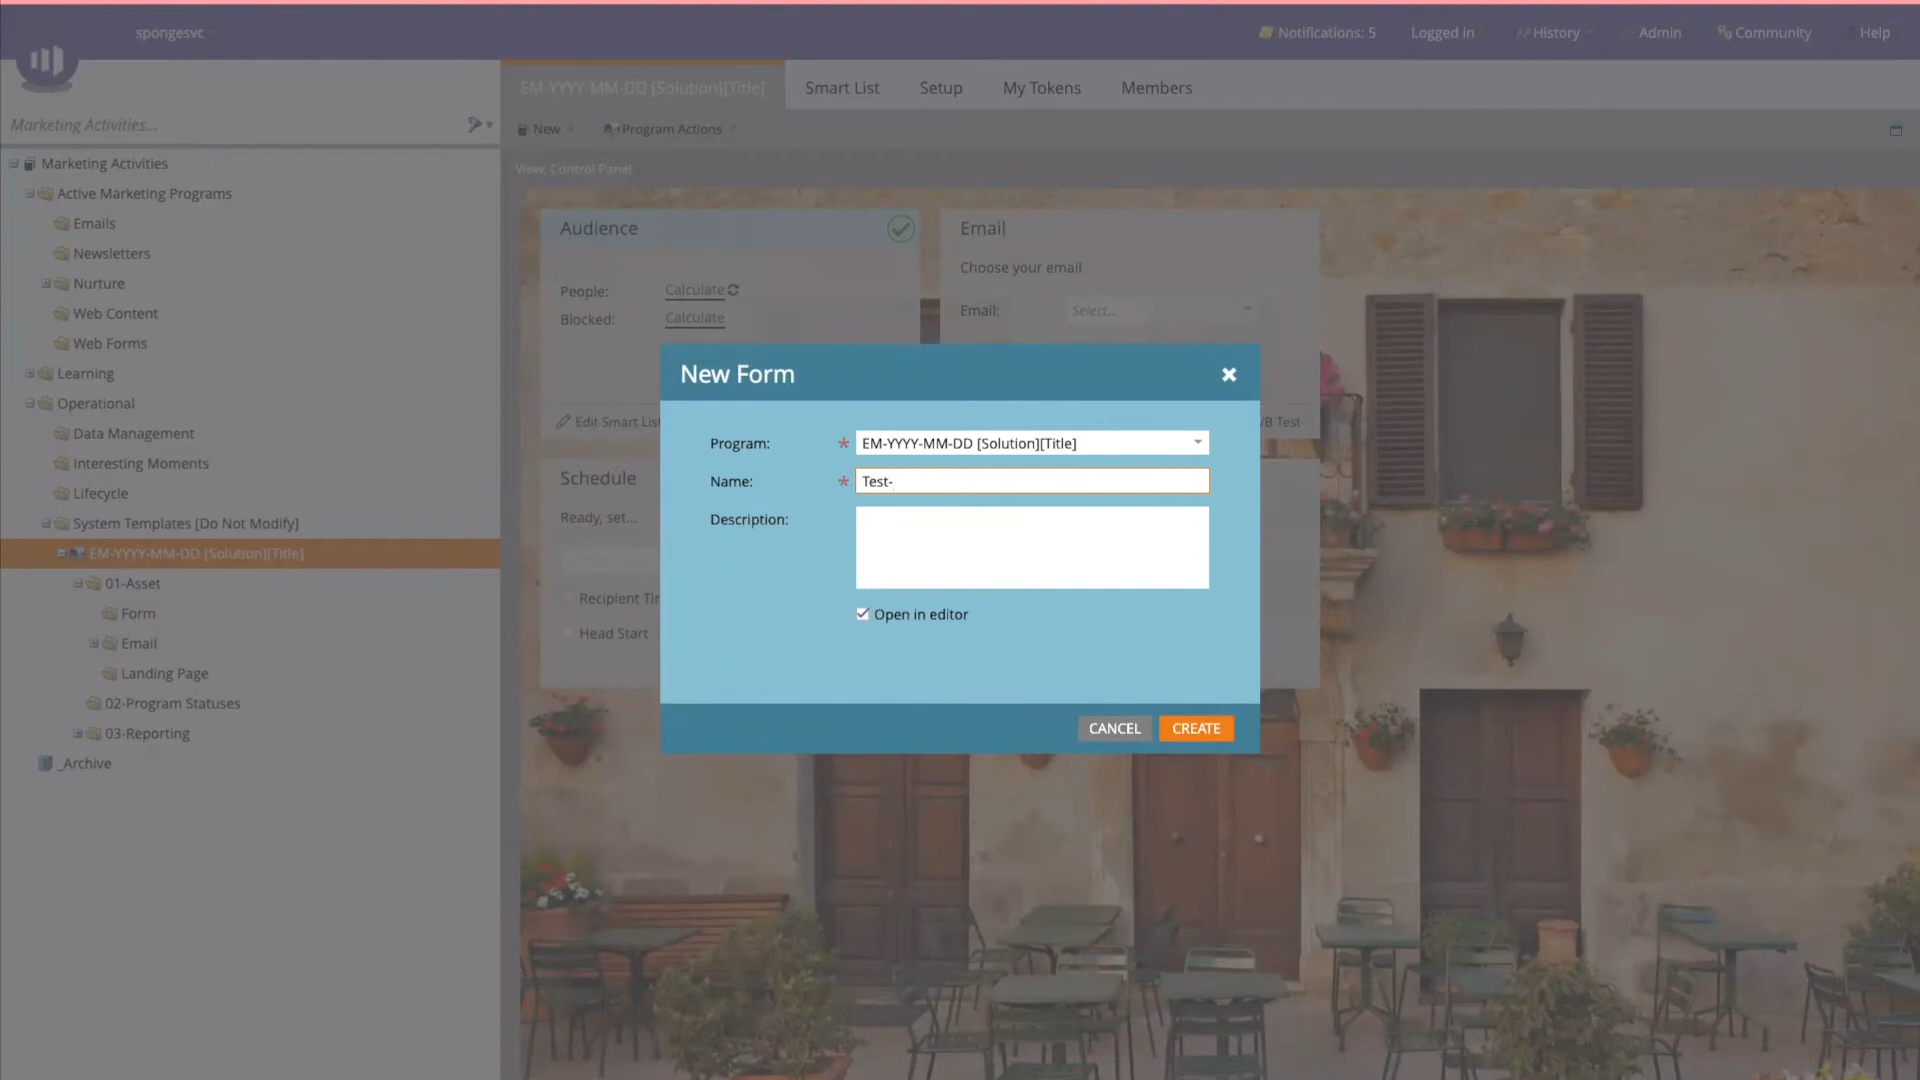 spongesvc
Notifications: 5
Logged in
History
Admin
Community
Help
Marketing Activities...
EM-YYYY-MM-DD [Solution][Title]
Smart List
Setup
My Tokens
Members
New
Program Actions
View: Control Panel
Marketing Activities
Active Marketing Programs
Emails
Newsletters
Nurture
Web Content
Web Forms
Learning
Operational
Data Management
Interesting Moments
Lifecycle
System Templates [Do Not Modify]
EM-YYYY-MM-DD [Solution][Title]
01-Asset
Form
Email
Landing Page
02-Program Statuses
03-Reporting
_Archive
Audience
People: Calculate
Blocked: Calculate
Edit Smart List
Email
Choose your email
Email: Select...
/B Test
Schedule
Ready, set...
Recipient Tir
Head Start
New Form
Program: * EM-YYYY-MM-DD [Solution][Title]
Name: * Test-
Description:
Open in editor
CANCEL
CREATE